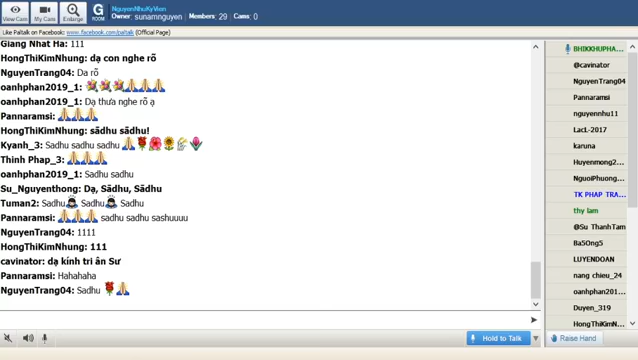 View Cam
My Cam
Enlarge
G
ROOM
NguyenNhuKyVien
Owner: sunamnguyen | Members: 29 Cams: 0
Like Paltalk on Facebook: www.facebook.com/paltalk (Official Page)
Giang Nhat Ha: 111
HongThiKimNhung: dạ con nghe rõ
NguyenTrang04: Da rõ
oanhphan2019_1:
oanhphan2019_1: Dạ thưa nghe rõ ạ
Pannaramsi:
HongThiKimNhung: sādhu sādhu!
Kyanh_3: Sadhu sadhu sadhu
Thinh Phap_3:
oanhphan2019_1: Sadhu sadhu
Su_Nguyenthong: Dạ, Sādhu, Sādhu
Tuman2: Sadhu Sadhu Sadhu
Pannaramsi: sadhu sadhu sashuuuu
NguyenTrang04: 1111
HongThiKimNhung: 111
cavinator: dạ kính tri ân Sư
Pannaramsi: Hahahaha
NguyenTrang04: Sadhu
Hold to Talk
BHIKKHUPHA...
@cavinator
NguyenTrang04
Pannaramsi
nguyennhu11
LacL-2017
karuna
Huyenmong2...
NguoiPhuong...
TK PHAP TRA...
thy lam
@Su ThanhTam
Ba5Ong5
LUYENDOAN
nang chieu_24
oanhphan201...
Duyen_319
HongThiKimN...
Raise Hand